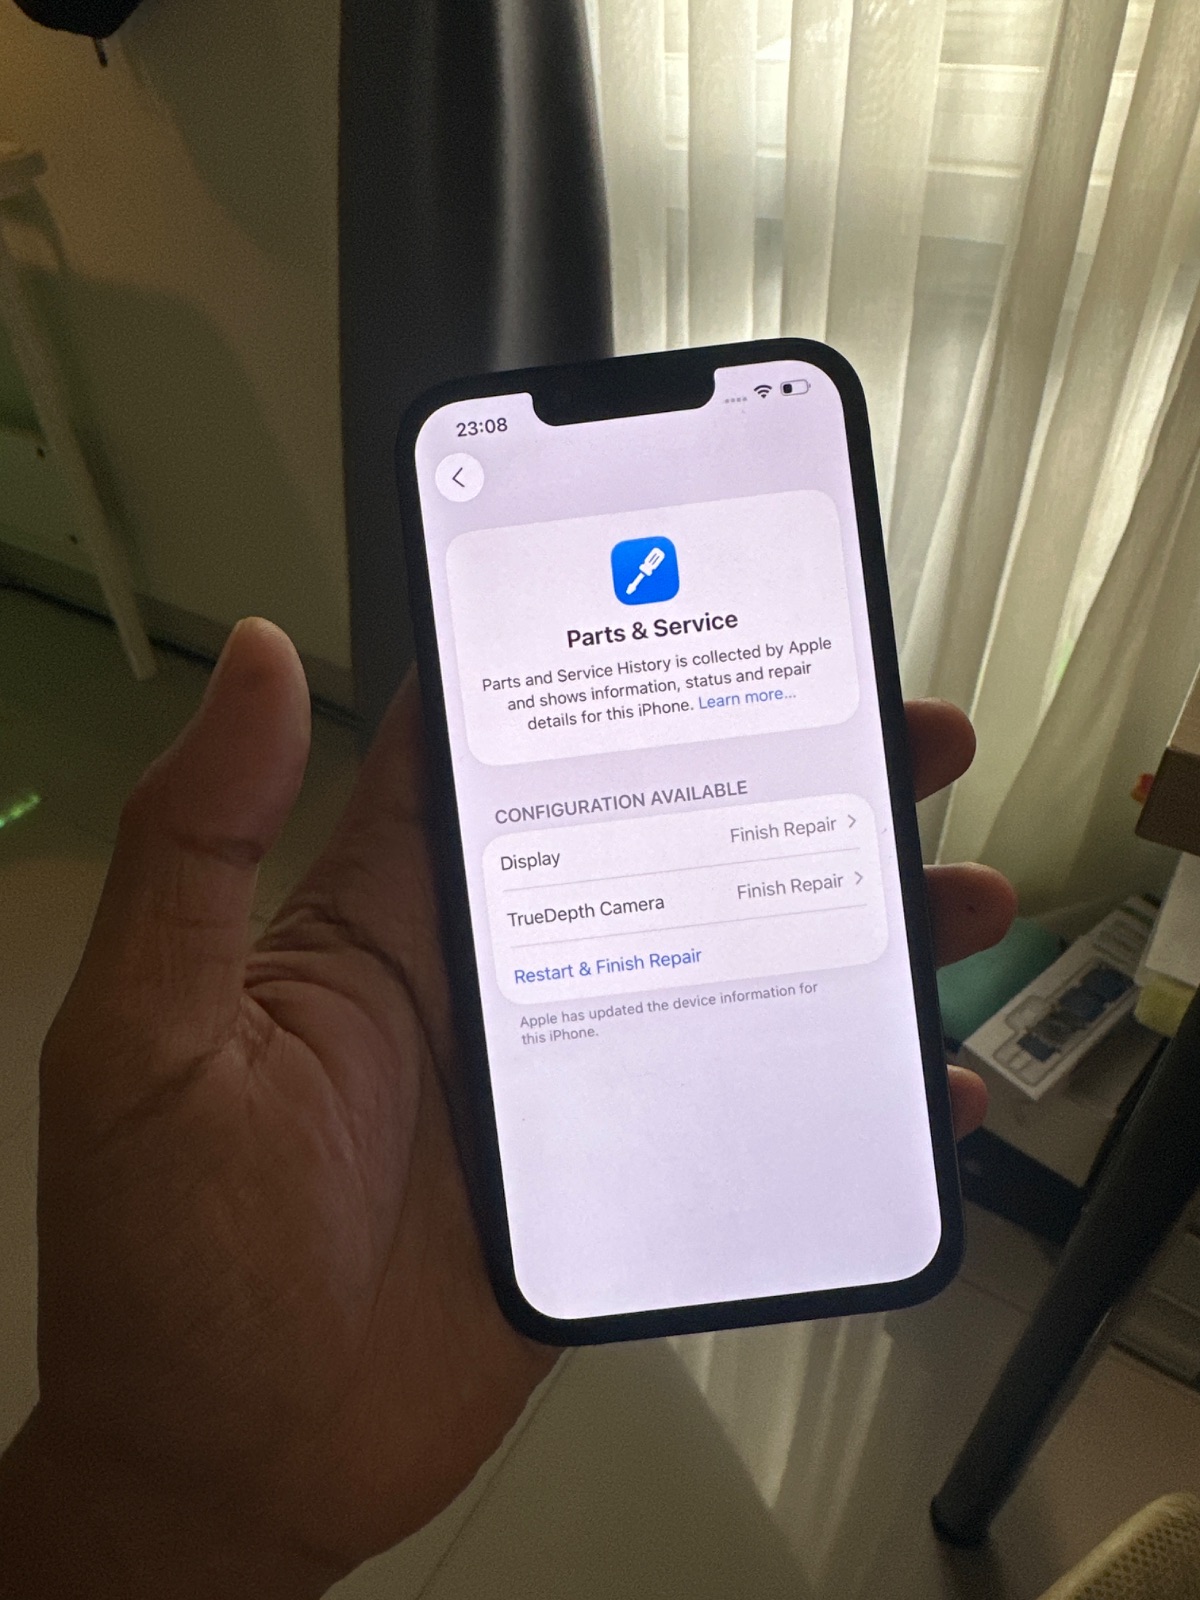 23:08
Parts & Service
Parts and Service History is collected by Apple
and shows information, status and repair
details for this iPhone. Learn more...
CONFIGURATION AVAILABLE
Display Finish Repair
TrueDepth Camera Finish Repair
Restart & Finish Repair
Apple has updated the device information for
this iPhone.